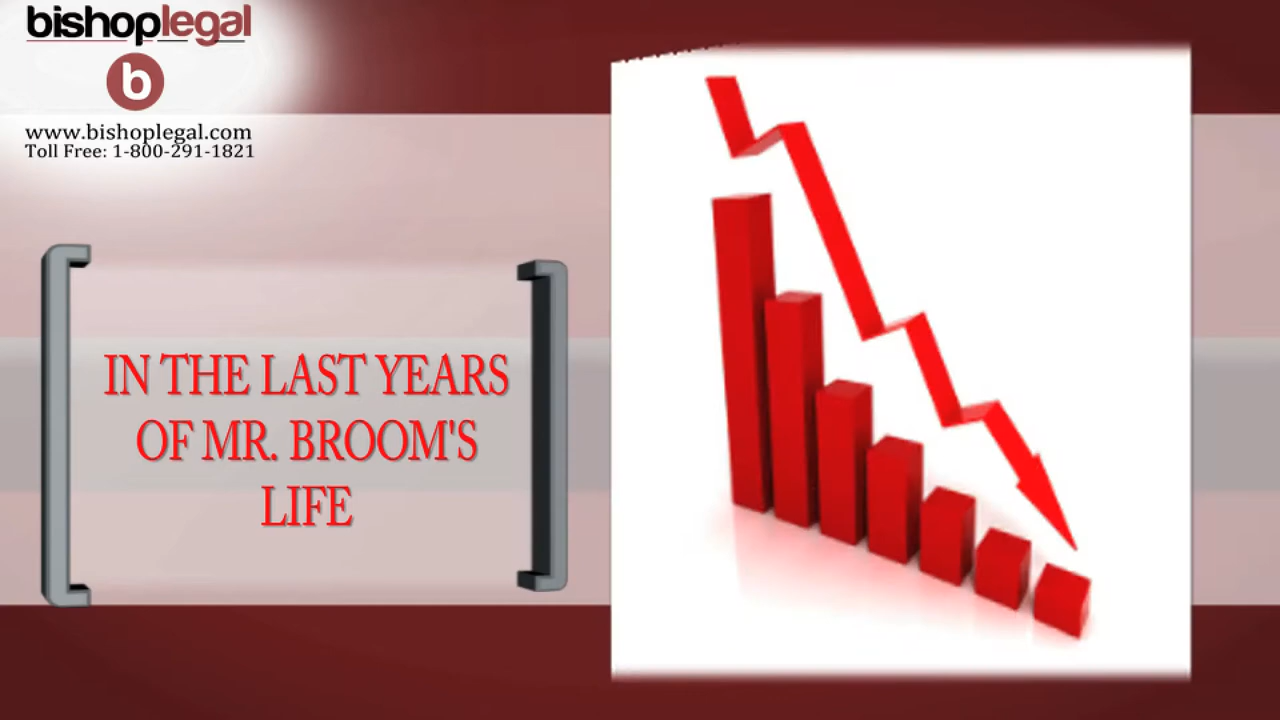 bishoplegal
b
www.bishoplegal.com
Toll Free: 1-800-291-1821
IN THE LAST YEARS
OF MR. BROOM'S
LIFE